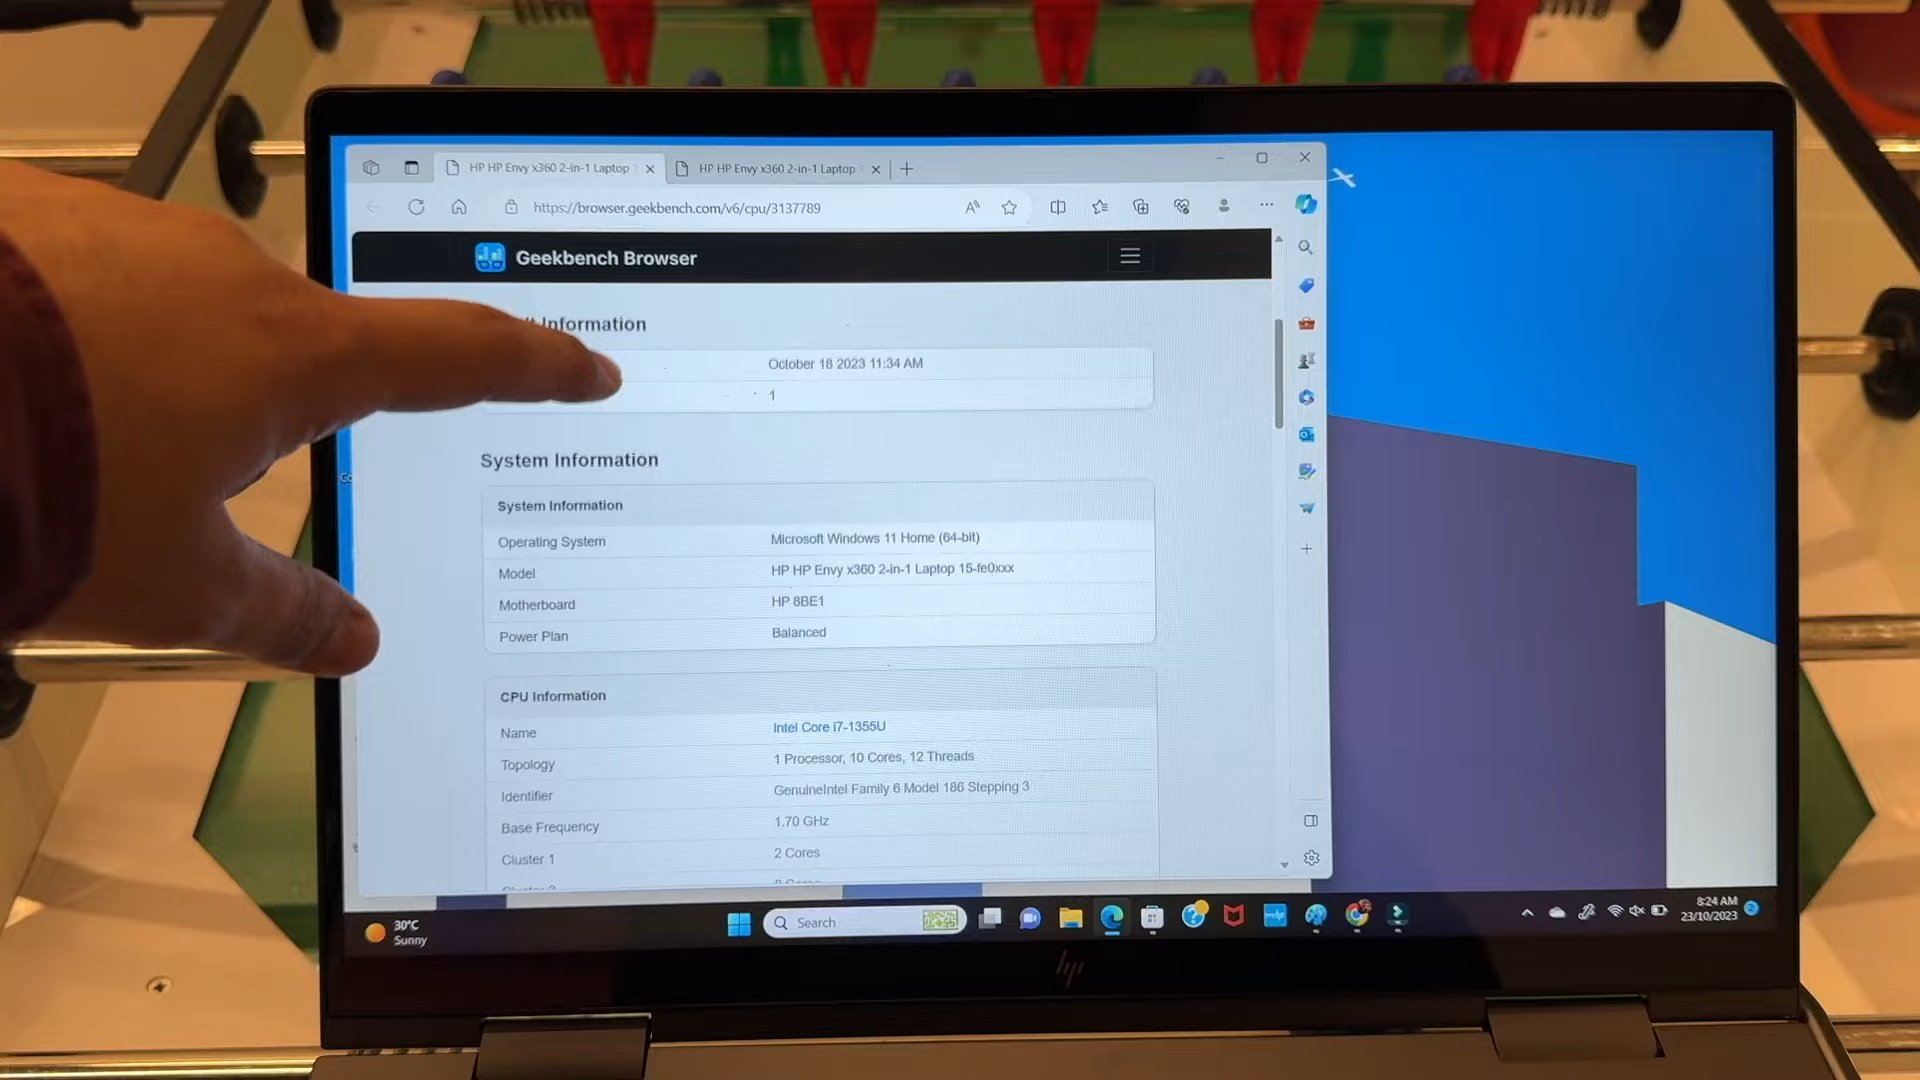 HP HP Envy x360 2-in-1 Laptop
HP HP Envy x360 2-in-1 Laptop
https://browser.geekbench.com/v6/cpu/3137789
Geekbench Browser
Information
October 18 2023 11:34 AM
1
System Information
System Information
Operating System Microsoft Windows 11 Home (64-bit)
Model HP HP Envy x360 2-in-1 Laptop 15-fe0xxx
Motherboard HP 8BE1
Power Plan Balanced
CPU Information
Name Intel Core i7-1355U
Topology 1 Processor, 10 Cores, 12 Threads
Identifier GenuineIntel Family 6 Model 186 Stepping 3
Base Frequency 1.70 GHz
Cluster 1 2 Cores
30°C
Sunny
Search
8:24 AM
23/10/2023
hp